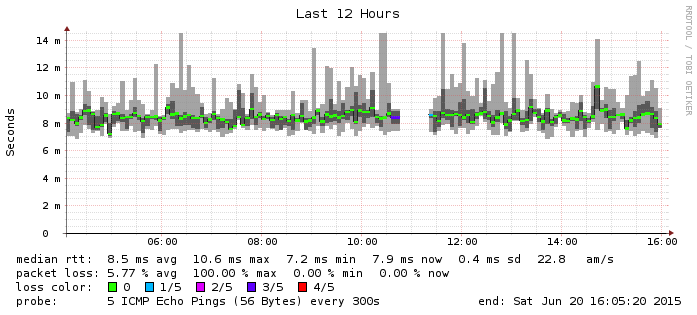 Last 12 Hours
RRDTOOL / TOBI OETIKER
Seconds
14 m
12 m
10 m
8 m
6 m
4 m
2 m
0
06:00 08:00 10:00 12:00 14:00 16:00
median rtt: 8.5 ms avg 10.6 ms max 7.2 ms min 7.9 ms now 0.4 ms sd 22.8 am/s
packet loss: 5.77 % avg 100.00 % max 0.00 % min 0.00 % now
loss color: 0 1/5 2/5 3/5 4/5
probe: 5 ICMP Echo Pings (56 Bytes) every 300s end: Sat Jun 20 16:05:20 2015